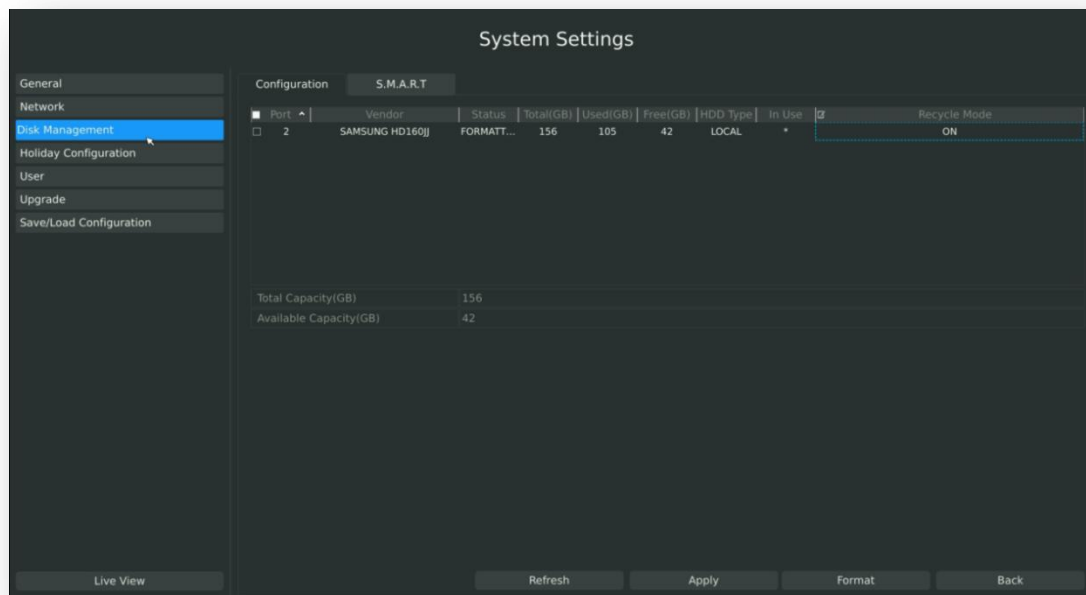 System Settings
General
Network
Disk Management
Holiday Configuration
User
Upgrade
Save/Load Configuration
Configuration S.M.A.R.T
Port Vendor Status Total(GB) Used(GB) Free(GB) HDD Type In Use Recycle Mode
2 SAMSUNG HD160JJ FORMATT... 156 105 42 LOCAL * ON
Total Capacity(GB) 156
Available Capacity(GB) 42
Live View Refresh Apply Format Back